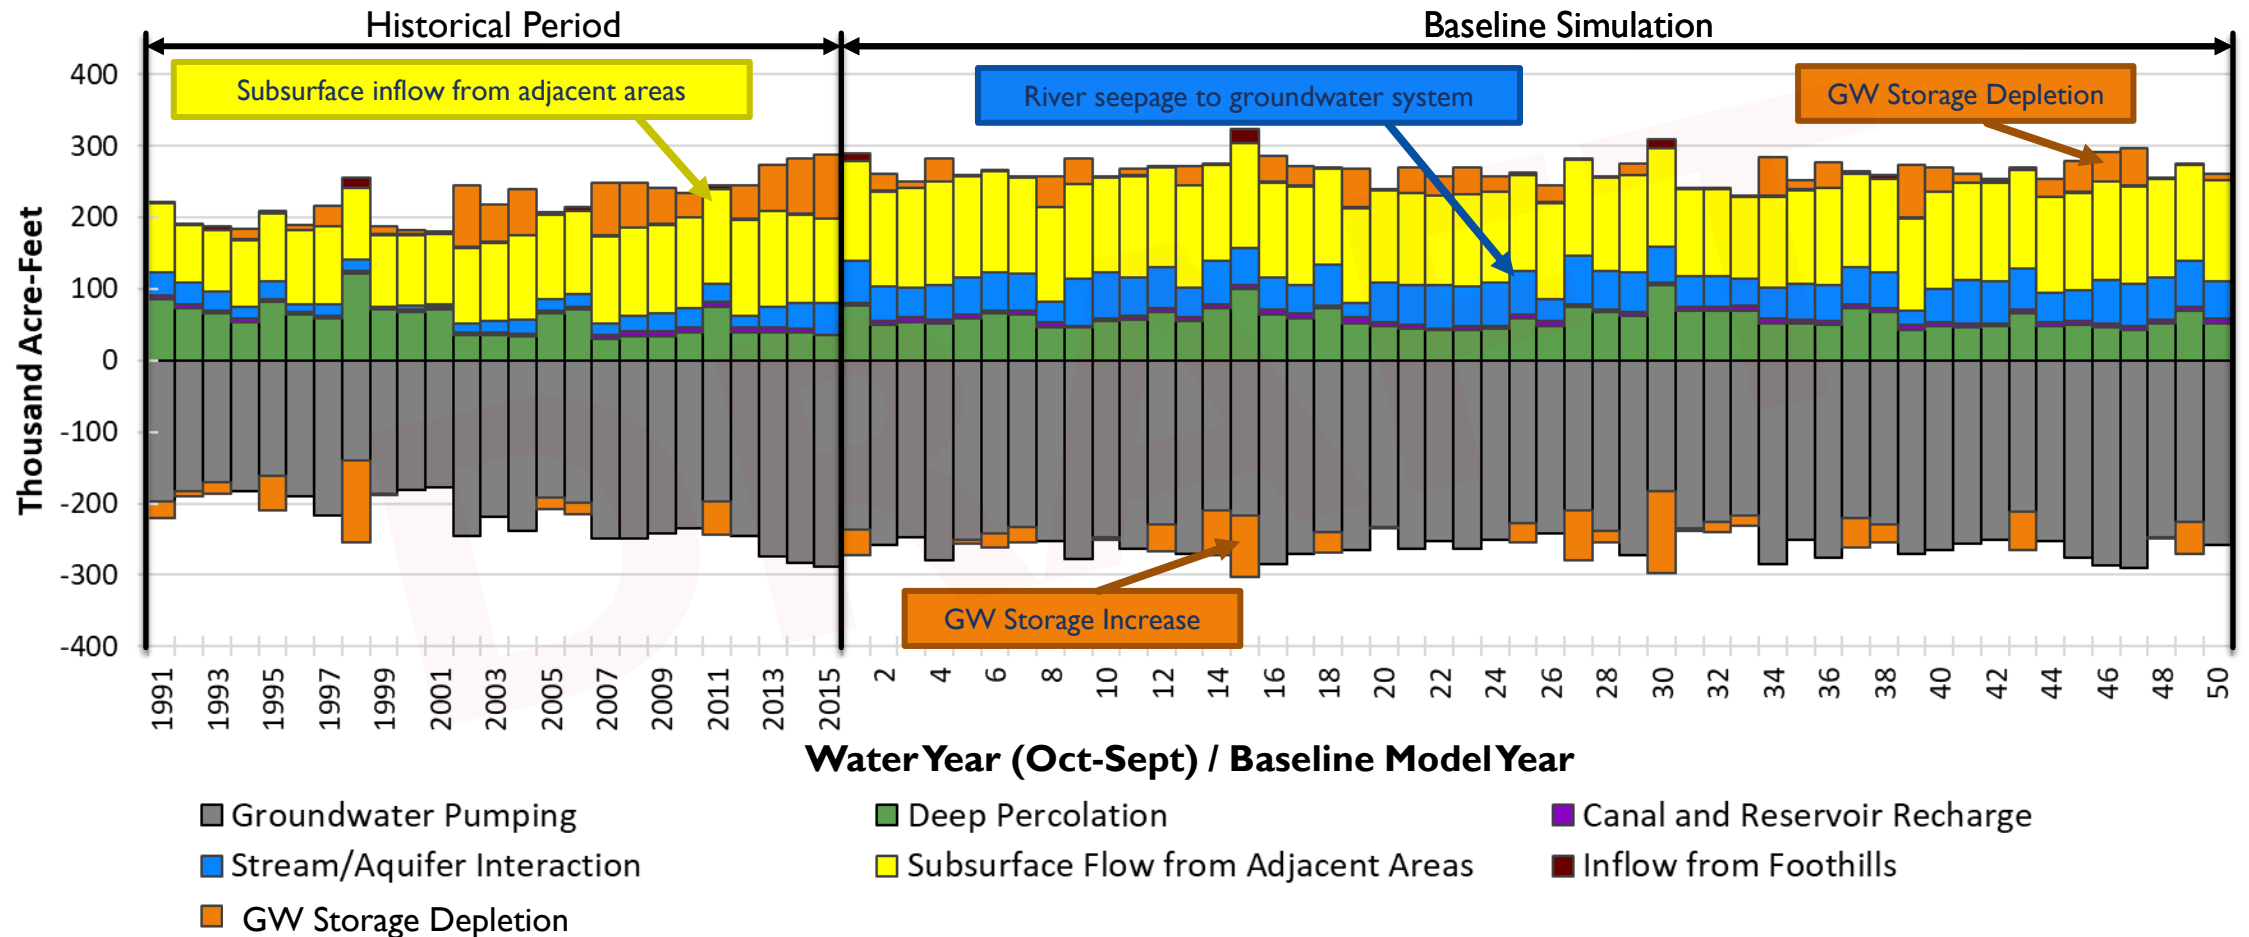 Historical Period
Baseline Simulation
400
Subsurface inflow from adjacent areas
River seepage to groundwater system
GW Storage Depletion
300
200
100
0
-100
-200
-300
-400
Thousand Acre-Feet
GW Storage Increase
DRAFT
1991 1993 1995 1997 1999 2001 2003 2005 2007 2009 2011 2013 2015 2 4 6 8 10 12 14 16 18 20 22 24 26 28 30 32 34 36 38 40 42 44 46 48 50
Water Year (Oct-Sept) / Baseline Model Year
Groundwater Pumping
Deep Percolation
Canal and Reservoir Recharge
Stream/Aquifer Interaction
Subsurface Flow from Adjacent Areas
Inflow from Foothills
GW Storage Depletion